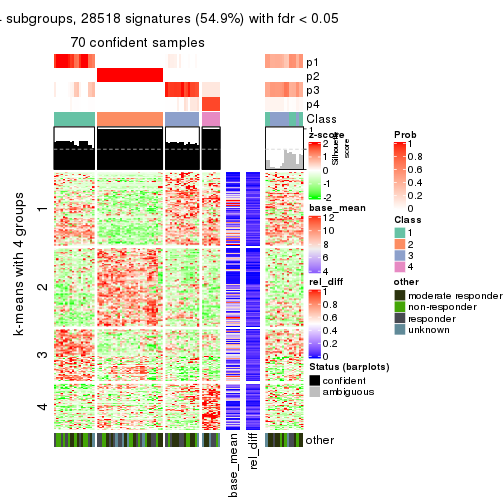 subgroups, 28518 signatures (54.9%) with fdr < 0.05
70 confident samples
p1
p2
p3
p4
Class
1
Silhouette
score
k-means with 4 groups
1
2
3
4
other
base_mean
rel_diff
z-score
2
1
0
-1
-2
base_mean
12
10
8
6
4
rel_diff
1
0.8
0.6
0.4
0.2
0
Status (barplots)
confident
ambiguous
Prob
1
0.8
0.6
0.4
0.2
0
Class
1
2
3
4
other
moderate responder
non-responder
responder
unknown